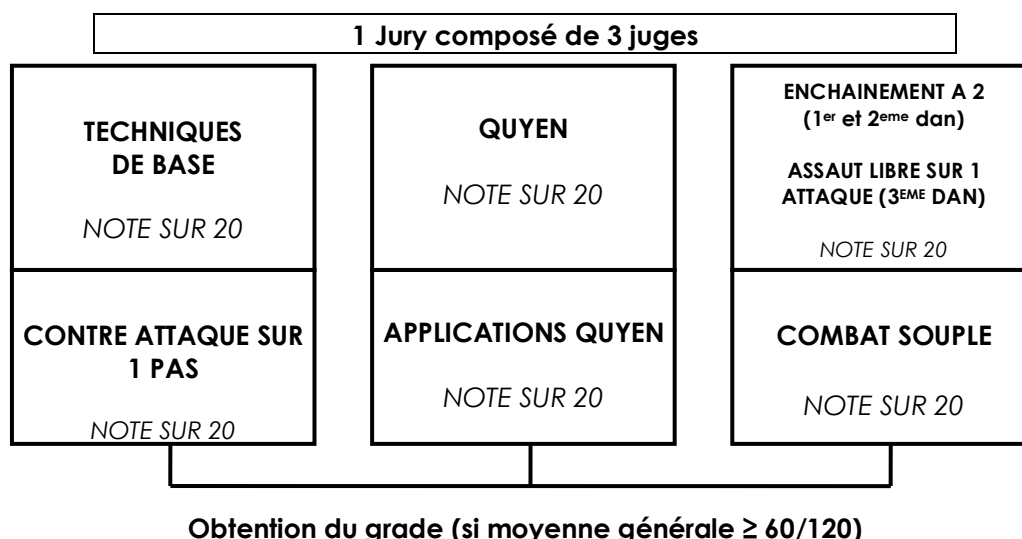 1 Jury composé de 3 juges
TECHNIQUES
DE BASE
NOTE SUR 20
CONTRE ATTAQUE SUR
1 PAS
NOTE SUR 20
QUYEN
NOTE SUR 20
APPLICATIONS QUYEN
NOTE SUR 20
ENCHAINEMENT A 2
(1er et 2eme dan)
ASSAUT LIBRE SUR 1
ATTAQUE (3EME DAN)
NOTE SUR 20
COMBAT SOUPLE
NOTE SUR 20
Obtention du grade (si moyenne générale ≥ 60/120)